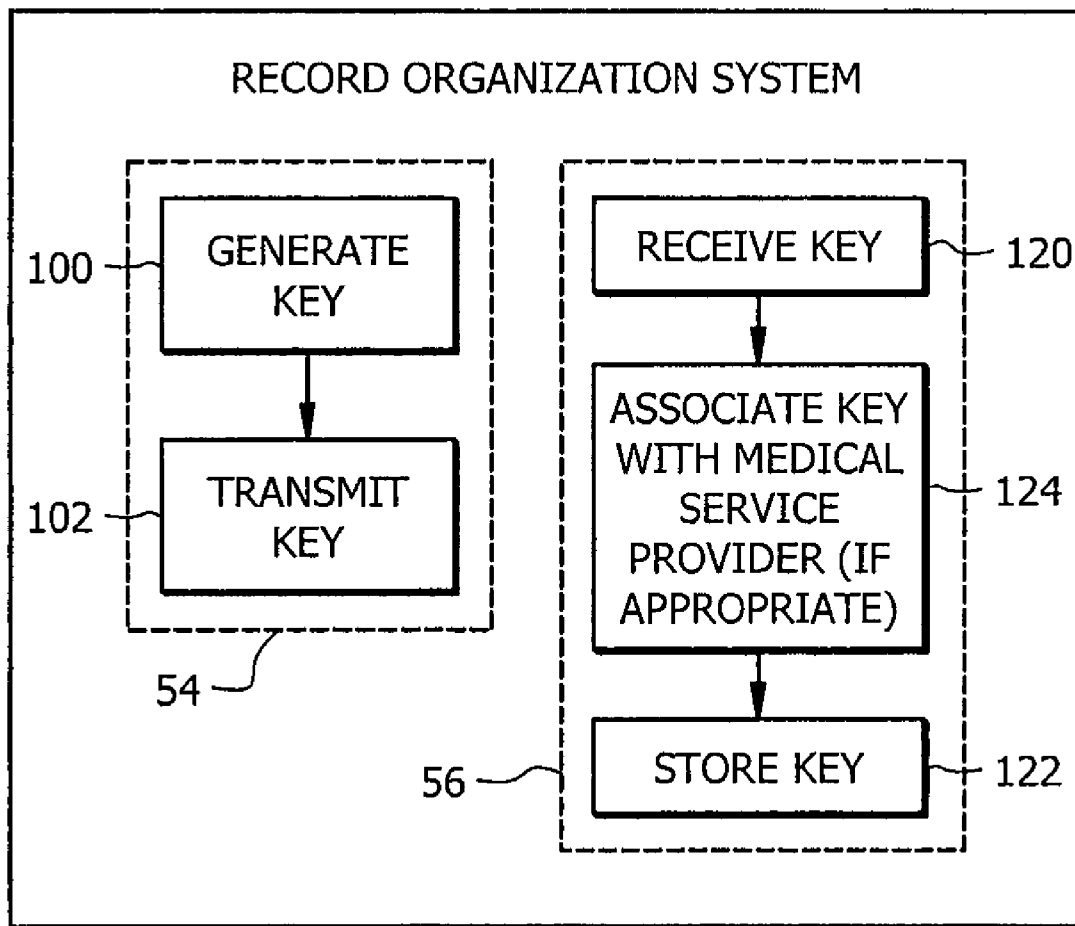 RECORD ORGANIZATION SYSTEM
100
GENERATE
KEY
102
TRANSMIT
KEY
54
RECEIVE KEY
120
ASSOCIATE KEY
WITH MEDICAL
SERVICE
PROVIDER (IF
APPROPRIATE)
124
56
STORE KEY
122